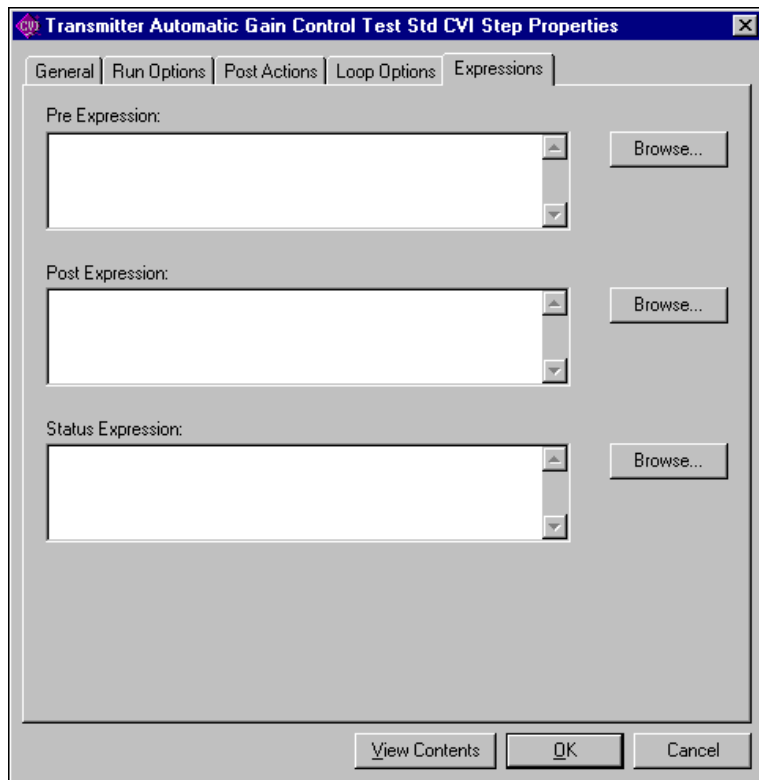 CVI Transmitter Automatic Gain Control Test Std CVI Step Properties
General Run Options Post Actions Loop Options Expressions
Pre Expression:
Browse...
Post Expression:
Browse...
Status Expression:
Browse...
View Contents OK Cancel